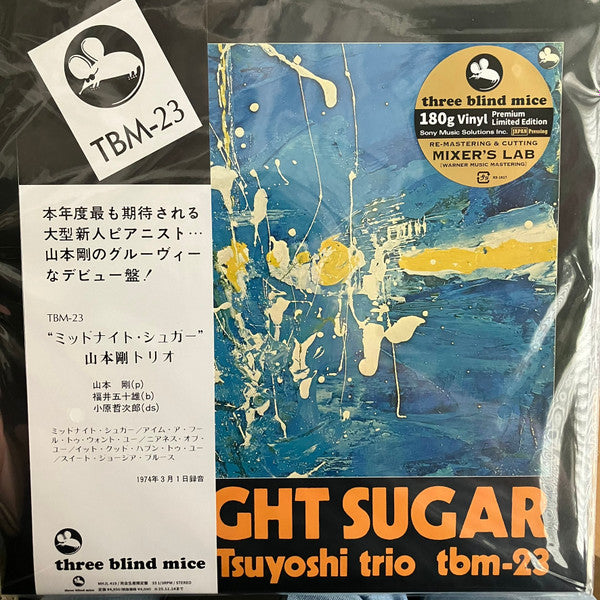 TBM-23
three blind mice
180g Vinyl Premium Limited Edition
Sony Music Solutions Inc. JAPAN Pressing
RE-MASTERING & CUTTING
MIXER'S LAB
[WARNER MUSIC MASTERING]
本年度最も期待される
大型新人ピアニスト…
山本剛のグルーヴィー
なデビュー盤!
TBM-23
“ミッドナイト・シュガー”
山本剛トリオ
山本 剛(p)
福井五十雄(b)
小原哲次郎(ds)
ミッドナイト・シュガー/アイム・ア・フー
ル・トゥ・ウォント・ユー/ニアネス・オブ・
ユー/イット・クッド・ハプン・トゥ・ユー
/スイート・ジョージア・ブルース
1974年3月1日録音
three blind mice
GHT SUGAR
Tsuyoshi trio tbm-23